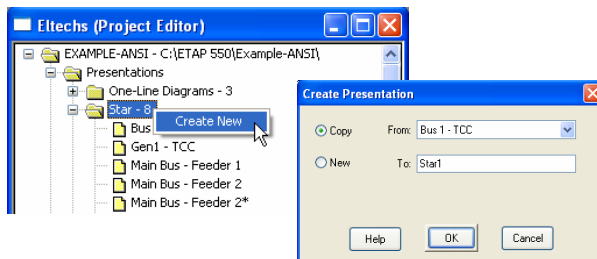 Eltechs (Project Editor)
EXAMPLE-ANSI - C:\ETAP 550\Example-ANSI\
Presentations
One-Line Diagrams - 3
Star - 8
Create New
Bus
Gen1 - TCC
Main Bus - Feeder 1
Main Bus - Feeder 2
Main Bus - Feeder 2*
Create Presentation
Copy From: Bus 1 - TCC
New To: Star1
Help OK Cancel